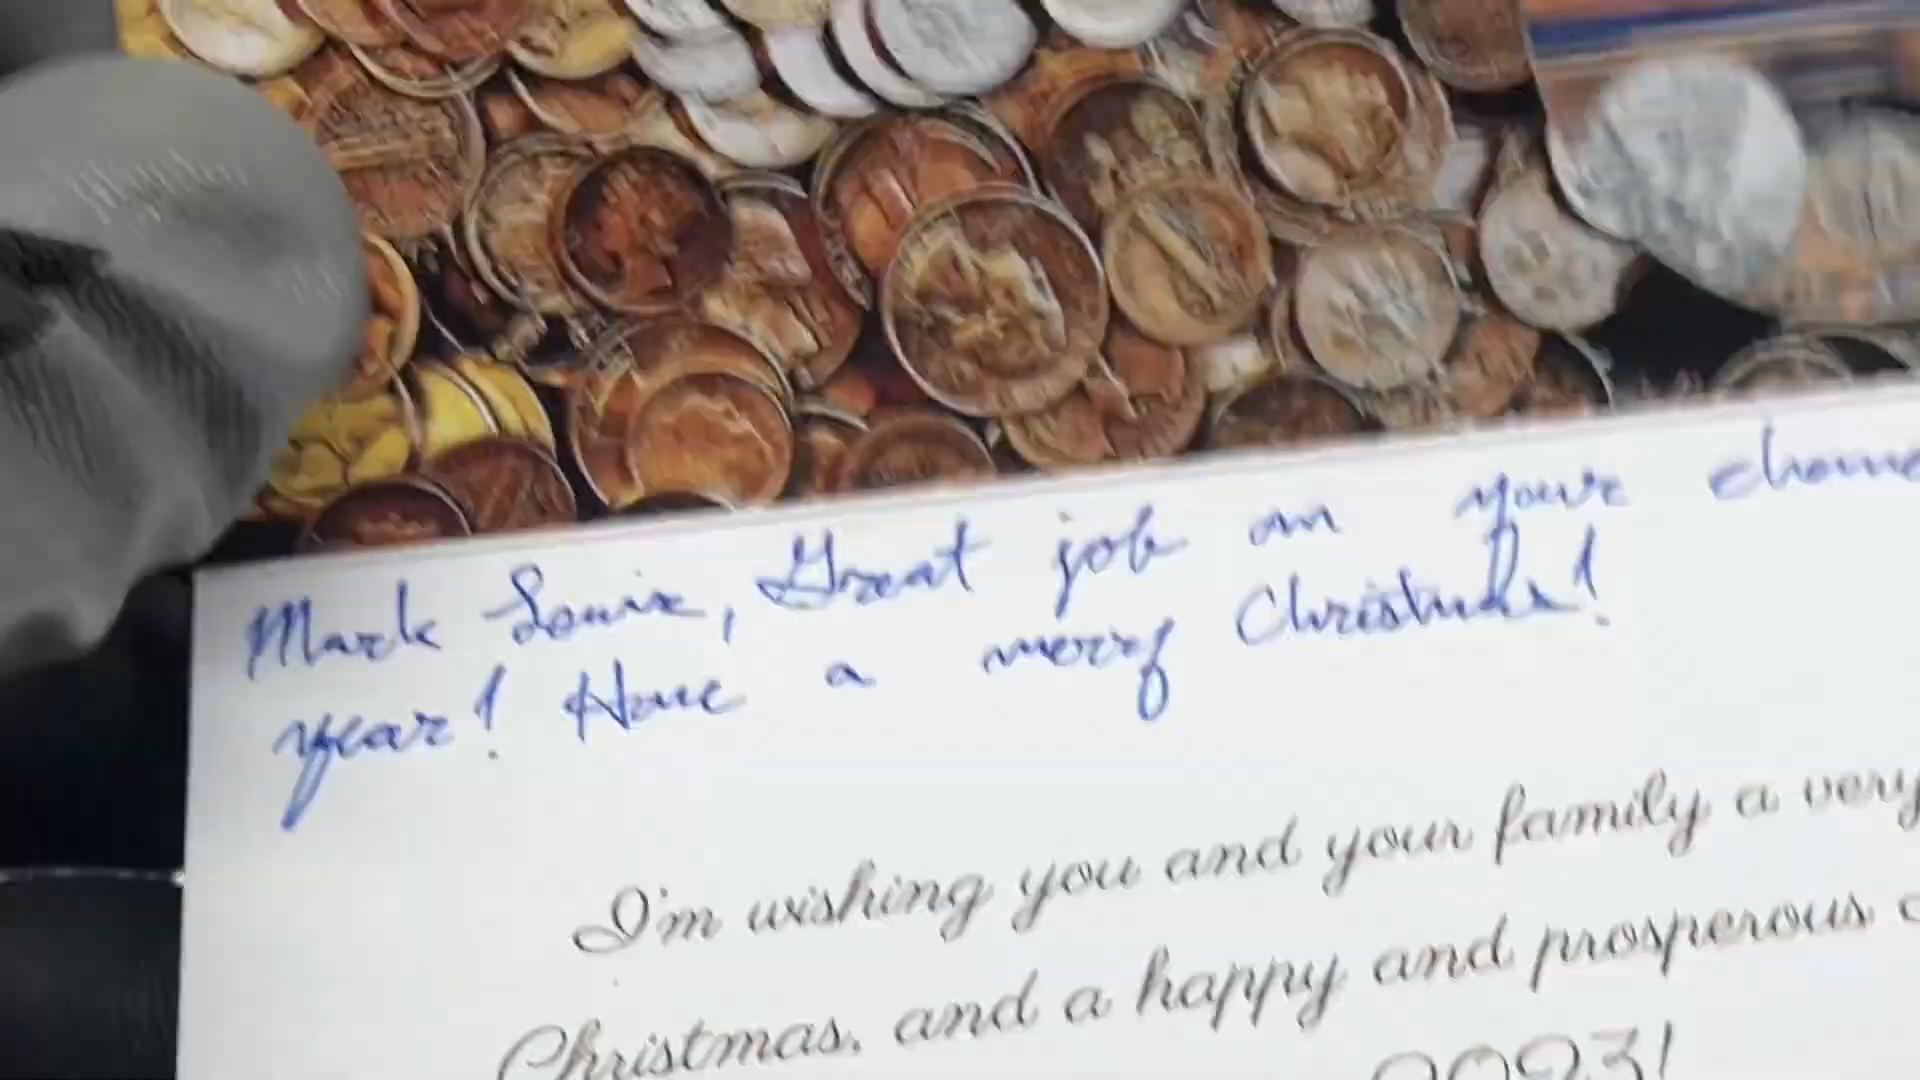 Mark Louie, Great job on your
year! Have a merry Christmas!
I'm wishing you and your family a very
Christmas, and a happy and prosperous
2023!